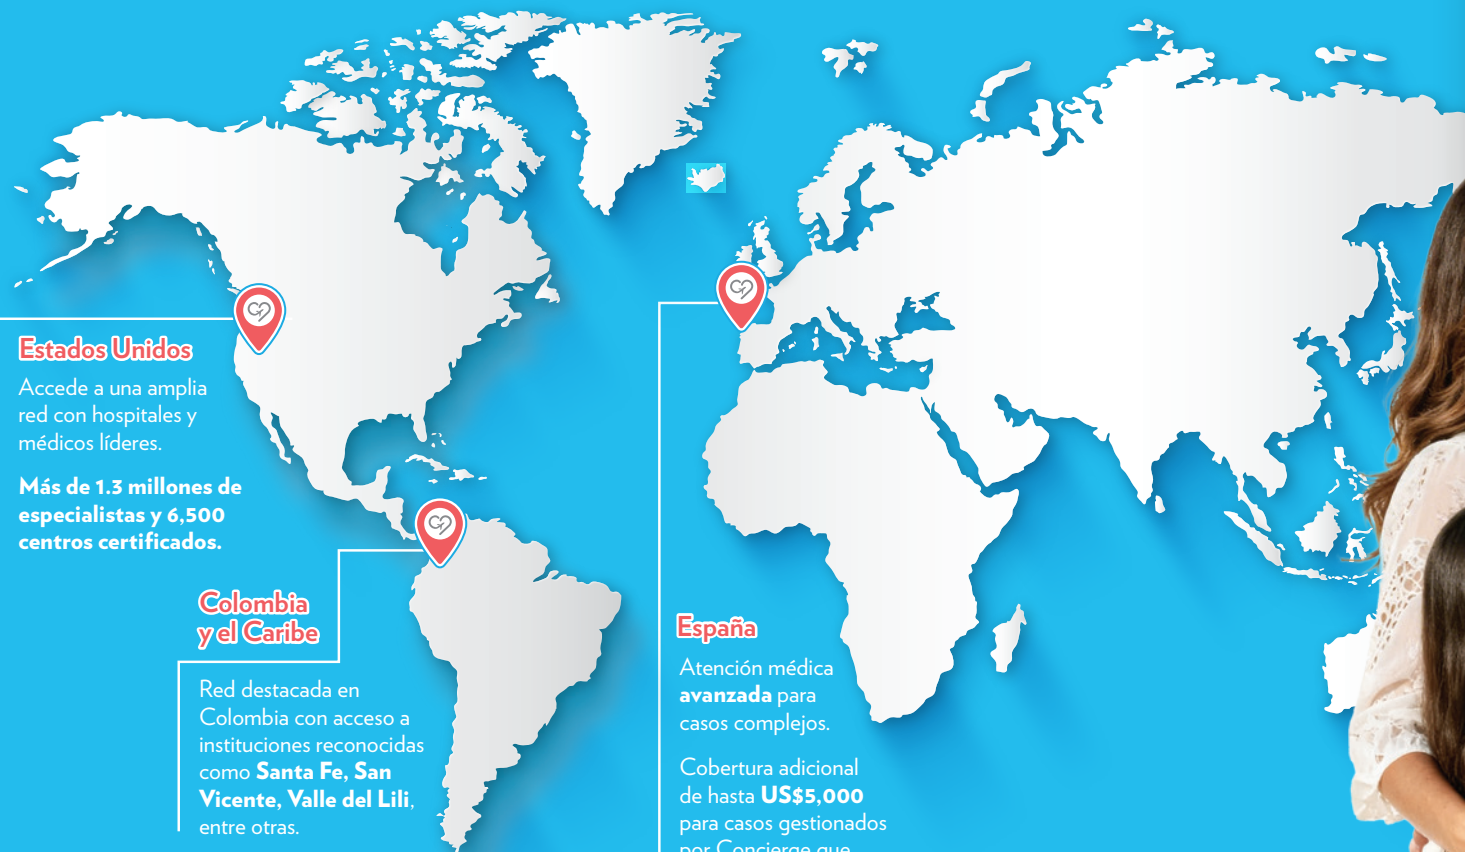 Estados Unidos
Accede a una amplia
red con hospitales y
médicos líderes.
Más de 1.3 millones de
especialistas y 6,500
centros certificados.
Colombia
y el Caribe
Red destacada en
Colombia con acceso a
instituciones reconocidas
como Santa Fe, San
Vicente, Valle del Lili,
entre otras.
España
Atención médica
avanzada para
casos complejos.
Cobertura adicional
de hasta US$5,000
para casos gestionados
por Concierge que